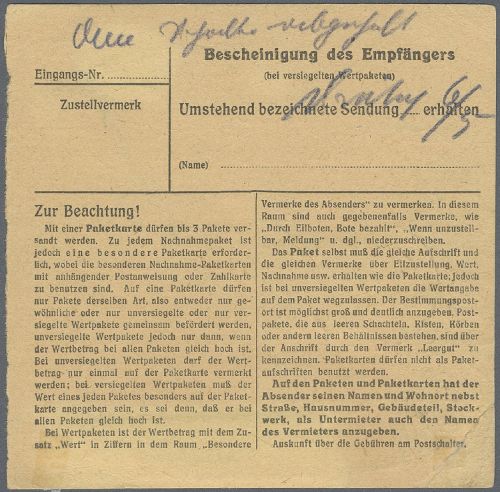 Bescheinigung des Empfängers
(bei versiegelten Wertpaketen)
Eingangs-Nr.
Zustellvermerk
Umstehend bezeichnete Sendung erhalten
(Name)
Zur Beachtung!
Mit einer Paketkarte dürfen bis 3 Pakete ver-
sandt werden. Zu jedem Nachnahmepaket ist
jedoch eine besondere Paketkarte erforder-
lich, wobei die besonderen Nachnahme-Paketkarten
mit anhängender Postanweisung oder Zahlkarte
zu benutzen sind. Auf eine Paketkarte dürfen
nur Pakete derselben Art, also entweder nur ge-
wöhnliche oder nur unversiegelte oder nur ver-
siegelte Wertpakete gemeinsam befördert werden,
unversiegelte Wertpakete jedoch nur dann, wenn
der Wertbetrag bei allen Paketen gleich hoch ist.
Bei unversiegelten Wertpaketen darf der Wert-
betrag nur einmal auf der Paketkarte vermerkt
werden; bei versiegelten Wertpaketen muß der
Wert eines jeden Paketes besonders auf der Paket-
karte angegeben sein, es sei denn, daß er bei
allen Paketen gleich hoch ist.
Bei Wertpaketen ist der Wertbetrag mit dem Zu-
satz „Wert" in Ziffern in dem Raum „Besondere
Vermerke des Absenders" zu vermerken. In diesem
Raum sind auch gegebenenfalls Vermerke, wie
„Durch Eilboten, Bote bezahlt", „Wenn unzustell-
bar, Meldung" u. dgl., niederzuschreiben.
Das Paket selbst muß die gleiche Aufschrift und
die gleichen Vermerke über Eilzustellung, Wert,
Nachnahme usw. erhalten wie die Paketkarte; jedoch
ist bei unversiegelten Wertpaketen die Wertangabe
auf dem Paket wegzulassen. Der Bestimmungspost-
ort ist möglichst groß und deutlich anzugeben. Post-
pakete, die aus leeren Schachteln, Kisten, Körben
oder andern leeren Behältnissen bestehen, sind über
der Anschrift durch den Vermerk „Leergut" zu
kennzeichnen. Paketkarten dürfen nicht als Paket-
aufschriften benutzt werden.
Auf den Paketen und Paketkarten hat der
Absender seinen Namen und Wohnort nebst
Straße, Hausnummer, Gebäudeteil, Stock-
werk, als Untermieter auch den Namen
des Vermieters anzugeben.
Auskunft über die Gebühren am Postschalter.